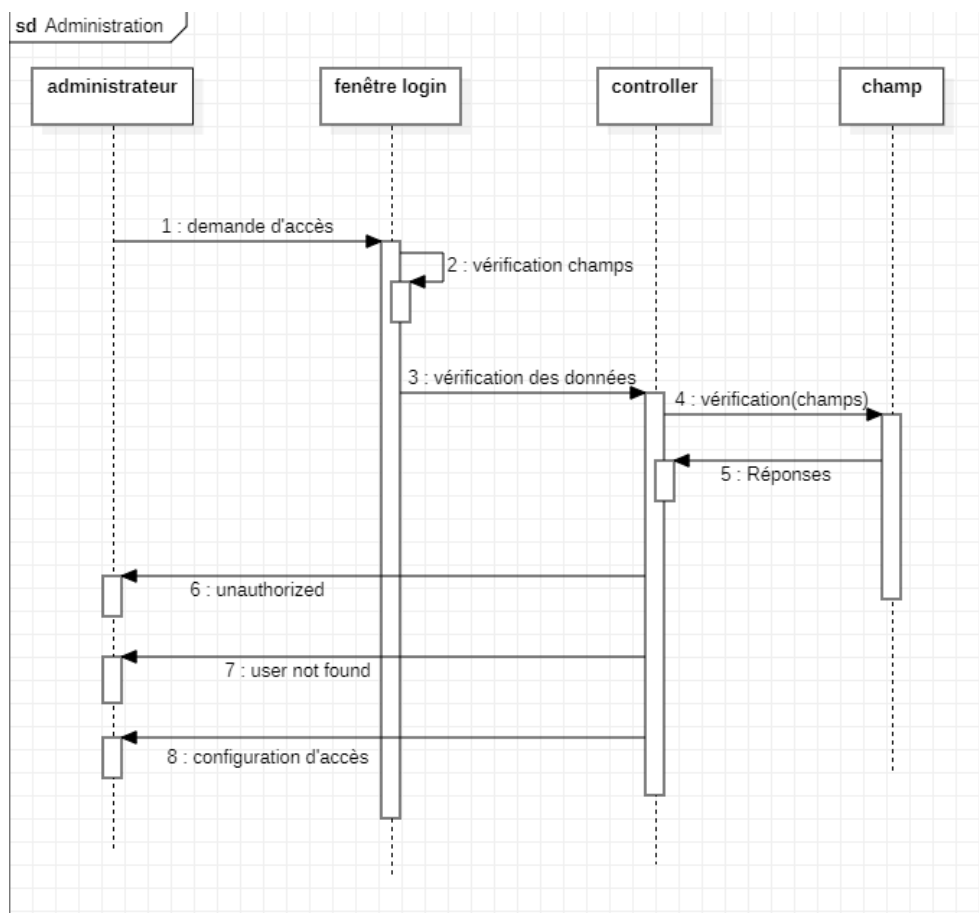 sd Administration
administrateur
fenêtre login
controller
champ
1 : demande d'accès
2 : vérification champs
3 : vérification des données
4 : vérification(champs)
5 : Réponses
6 : unauthorized
7 : user not found
8 : configuration d'accès